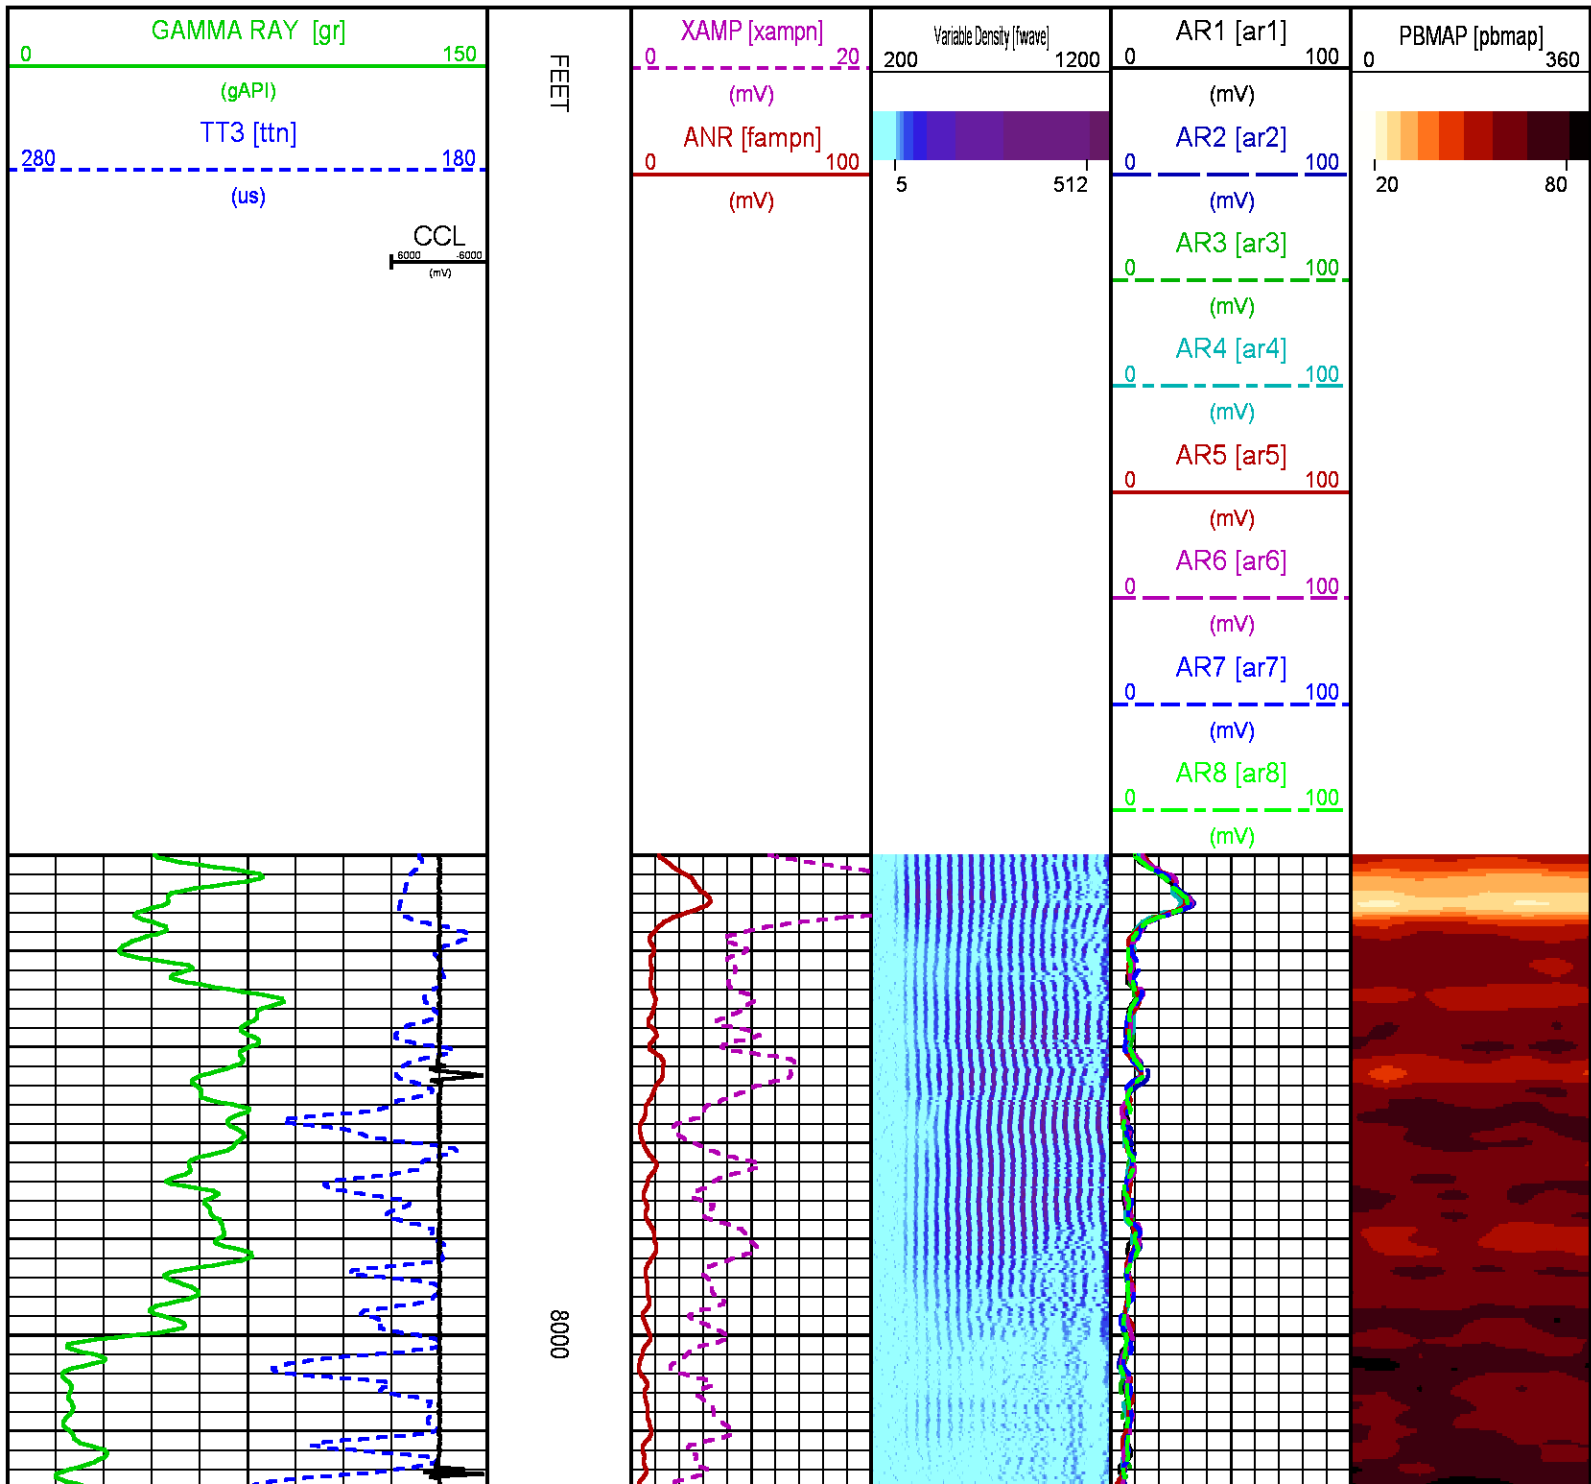 GAMMA RAY [gr]
0 150
(gAPI)
TT3 [ttn]
280 180
(us)
CCL
6000 -6000
(mV)
FEET
XAMP [xampn]
0 20
(mV)
ANR [fampn]
0 100
(mV)
Variable Density [fwave]
200 1200
5 512
AR1 [ar1]
0 100
(mV)
AR2 [ar2]
0 100
(mV)
AR3 [ar3]
0 100
(mV)
AR4 [ar4]
0 100
(mV)
AR5 [ar5]
0 100
(mV)
AR6 [ar6]
0 100
(mV)
AR7 [ar7]
0 100
(mV)
AR8 [ar8]
0 100
(mV)
PBMAP [pbmap]
0 360
20 80
8000